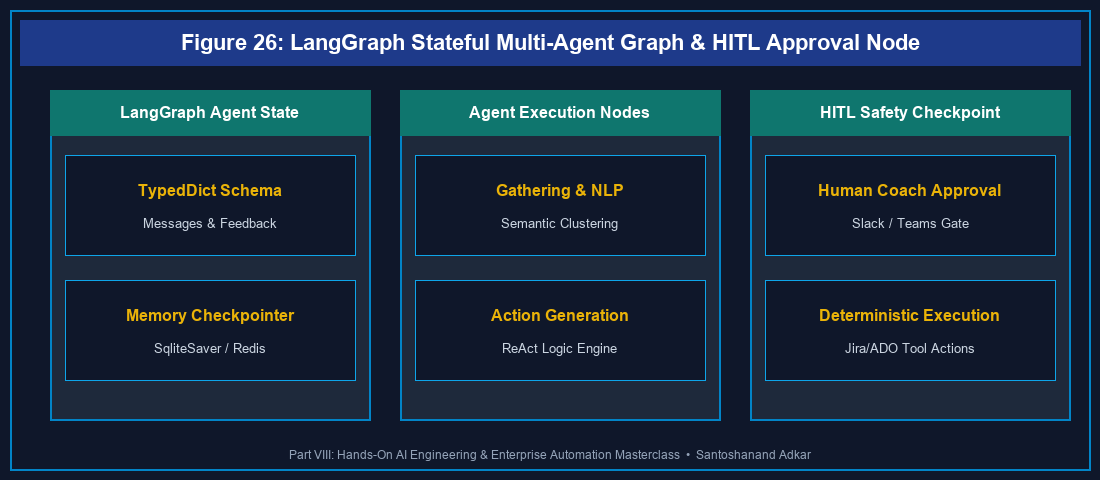 Figure 26: LangGraph Stateful Multi-Agent Graph & HITL Approval Node
LangGraph Agent State
TypedDict Schema
Messages & Feedback
Memory Checkpointer
SqliteSaver / Redis
Agent Execution Nodes
Gathering & NLP
Semantic Clustering
Action Generation
ReAct Logic Engine
HITL Safety Checkpoint
Human Coach Approval
Slack / Teams Gate
Deterministic Execution
Jira/ADO Tool Actions
Part VIII: Hands-On AI Engineering & Enterprise Automation Masterclass • Santoshanand Adkar